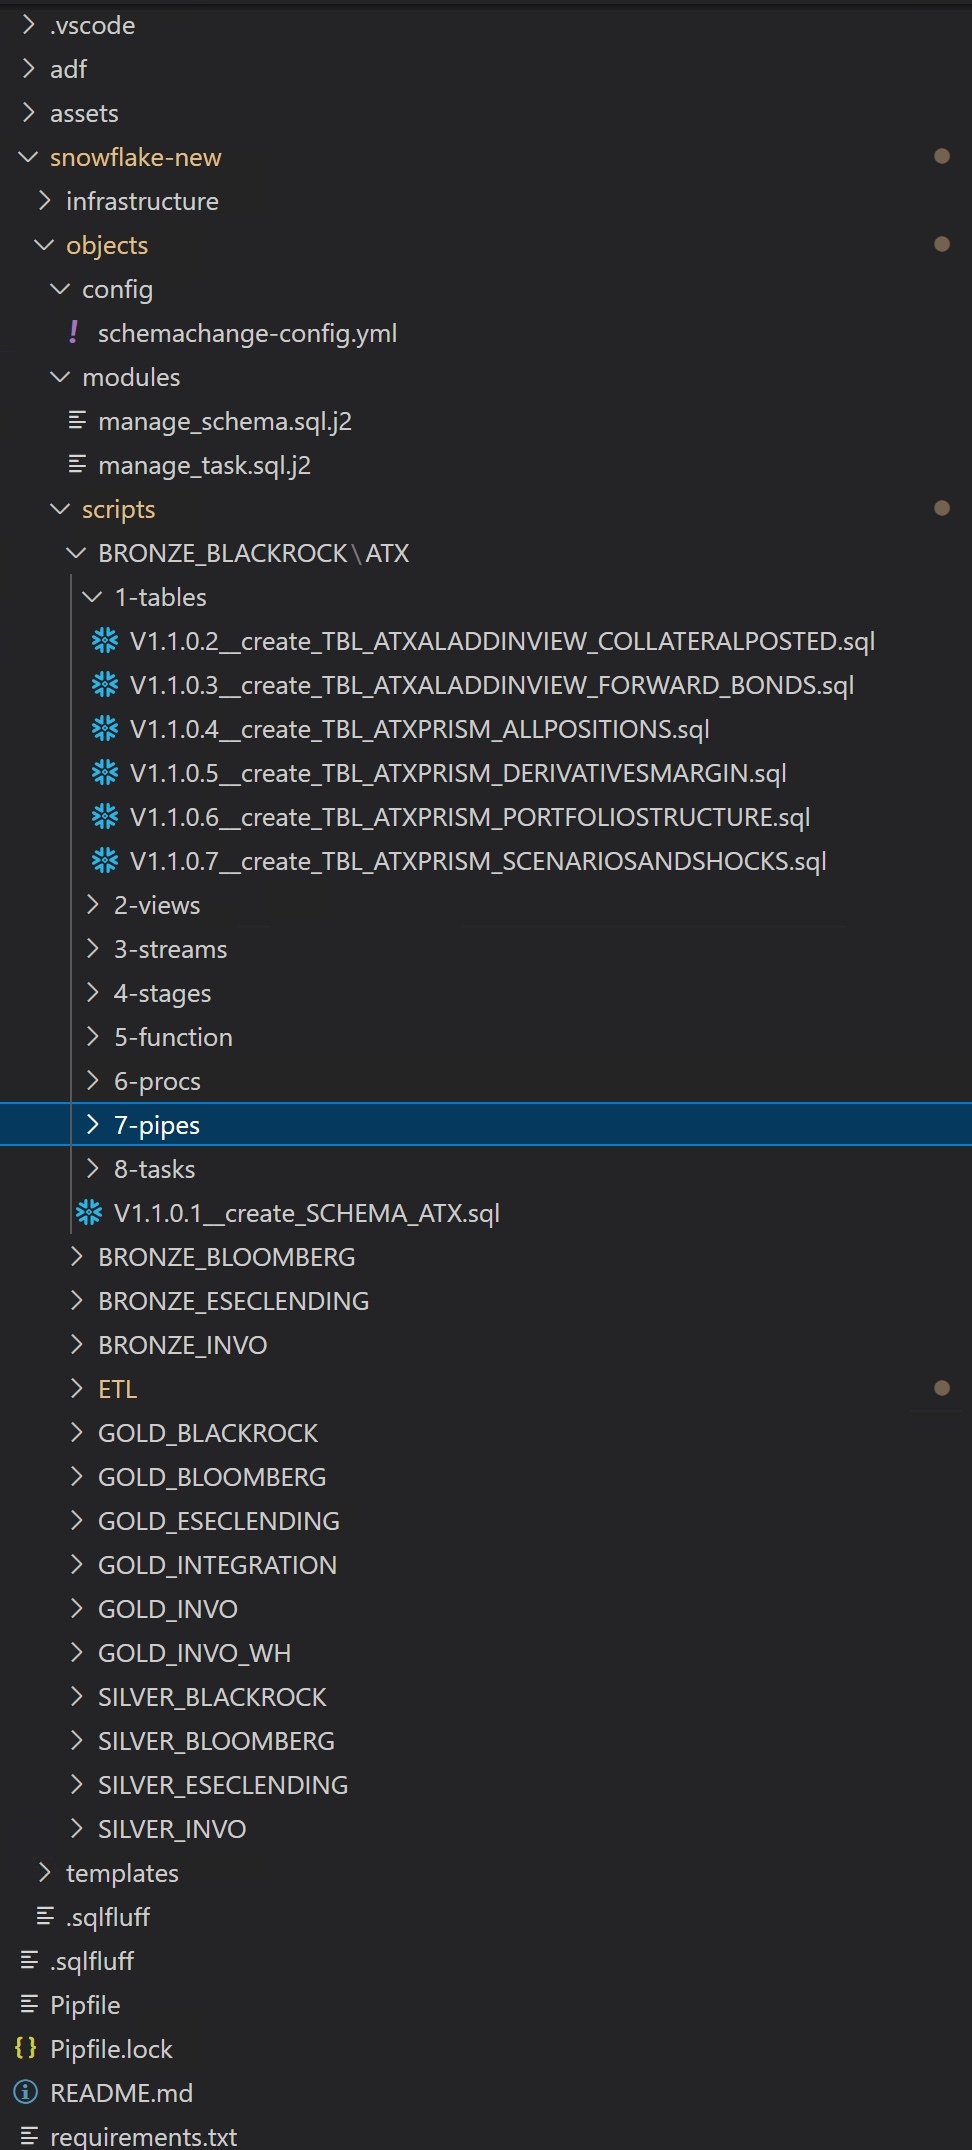 .vscode
adf
assets
snowflake-new
infrastructure
objects
config
! schemachange-config.yml
modules
manage_schema.sql.j2
manage_task.sql.j2
scripts
BRONZE_BLACKROCK\ATX
1-tables
V1.1.0.2__create_TBL_ATXALADDINVIEW_COLLATERALPOSTED.sql
V1.1.0.3__create_TBL_ATXALADDINVIEW_FORWARD_BONDS.sql
V1.1.0.4__create_TBL_ATXPRISM_ALLPOSITIONS.sql
V1.1.0.5__create_TBL_ATXPRISM_DERIVATIVESMARGIN.sql
V1.1.0.6__create_TBL_ATXPRISM_PORTFOLIOSTRUCTURE.sql
V1.1.0.7__create_TBL_ATXPRISM_SCENARIOSANDSHOCKS.sql
2-views
3-streams
4-stages
5-function
6-procs
7-pipes
8-tasks
V1.1.0.1__create_SCHEMA_ATX.sql
BRONZE_BLOOMBERG
BRONZE_ESECLENDING
BRONZE_INVO
ETL
GOLD_BLACKROCK
GOLD_BLOOMBERG
GOLD_ESECLENDING
GOLD_INTEGRATION
GOLD_INVO
GOLD_INVO_WH
SILVER_BLACKROCK
SILVER_BLOOMBERG
SILVER_ESECLENDING
SILVER_INVO
templates
.sqlfluff
.sqlfluff
Pipfile
{} Pipfile.lock
README.md
requirements.txt